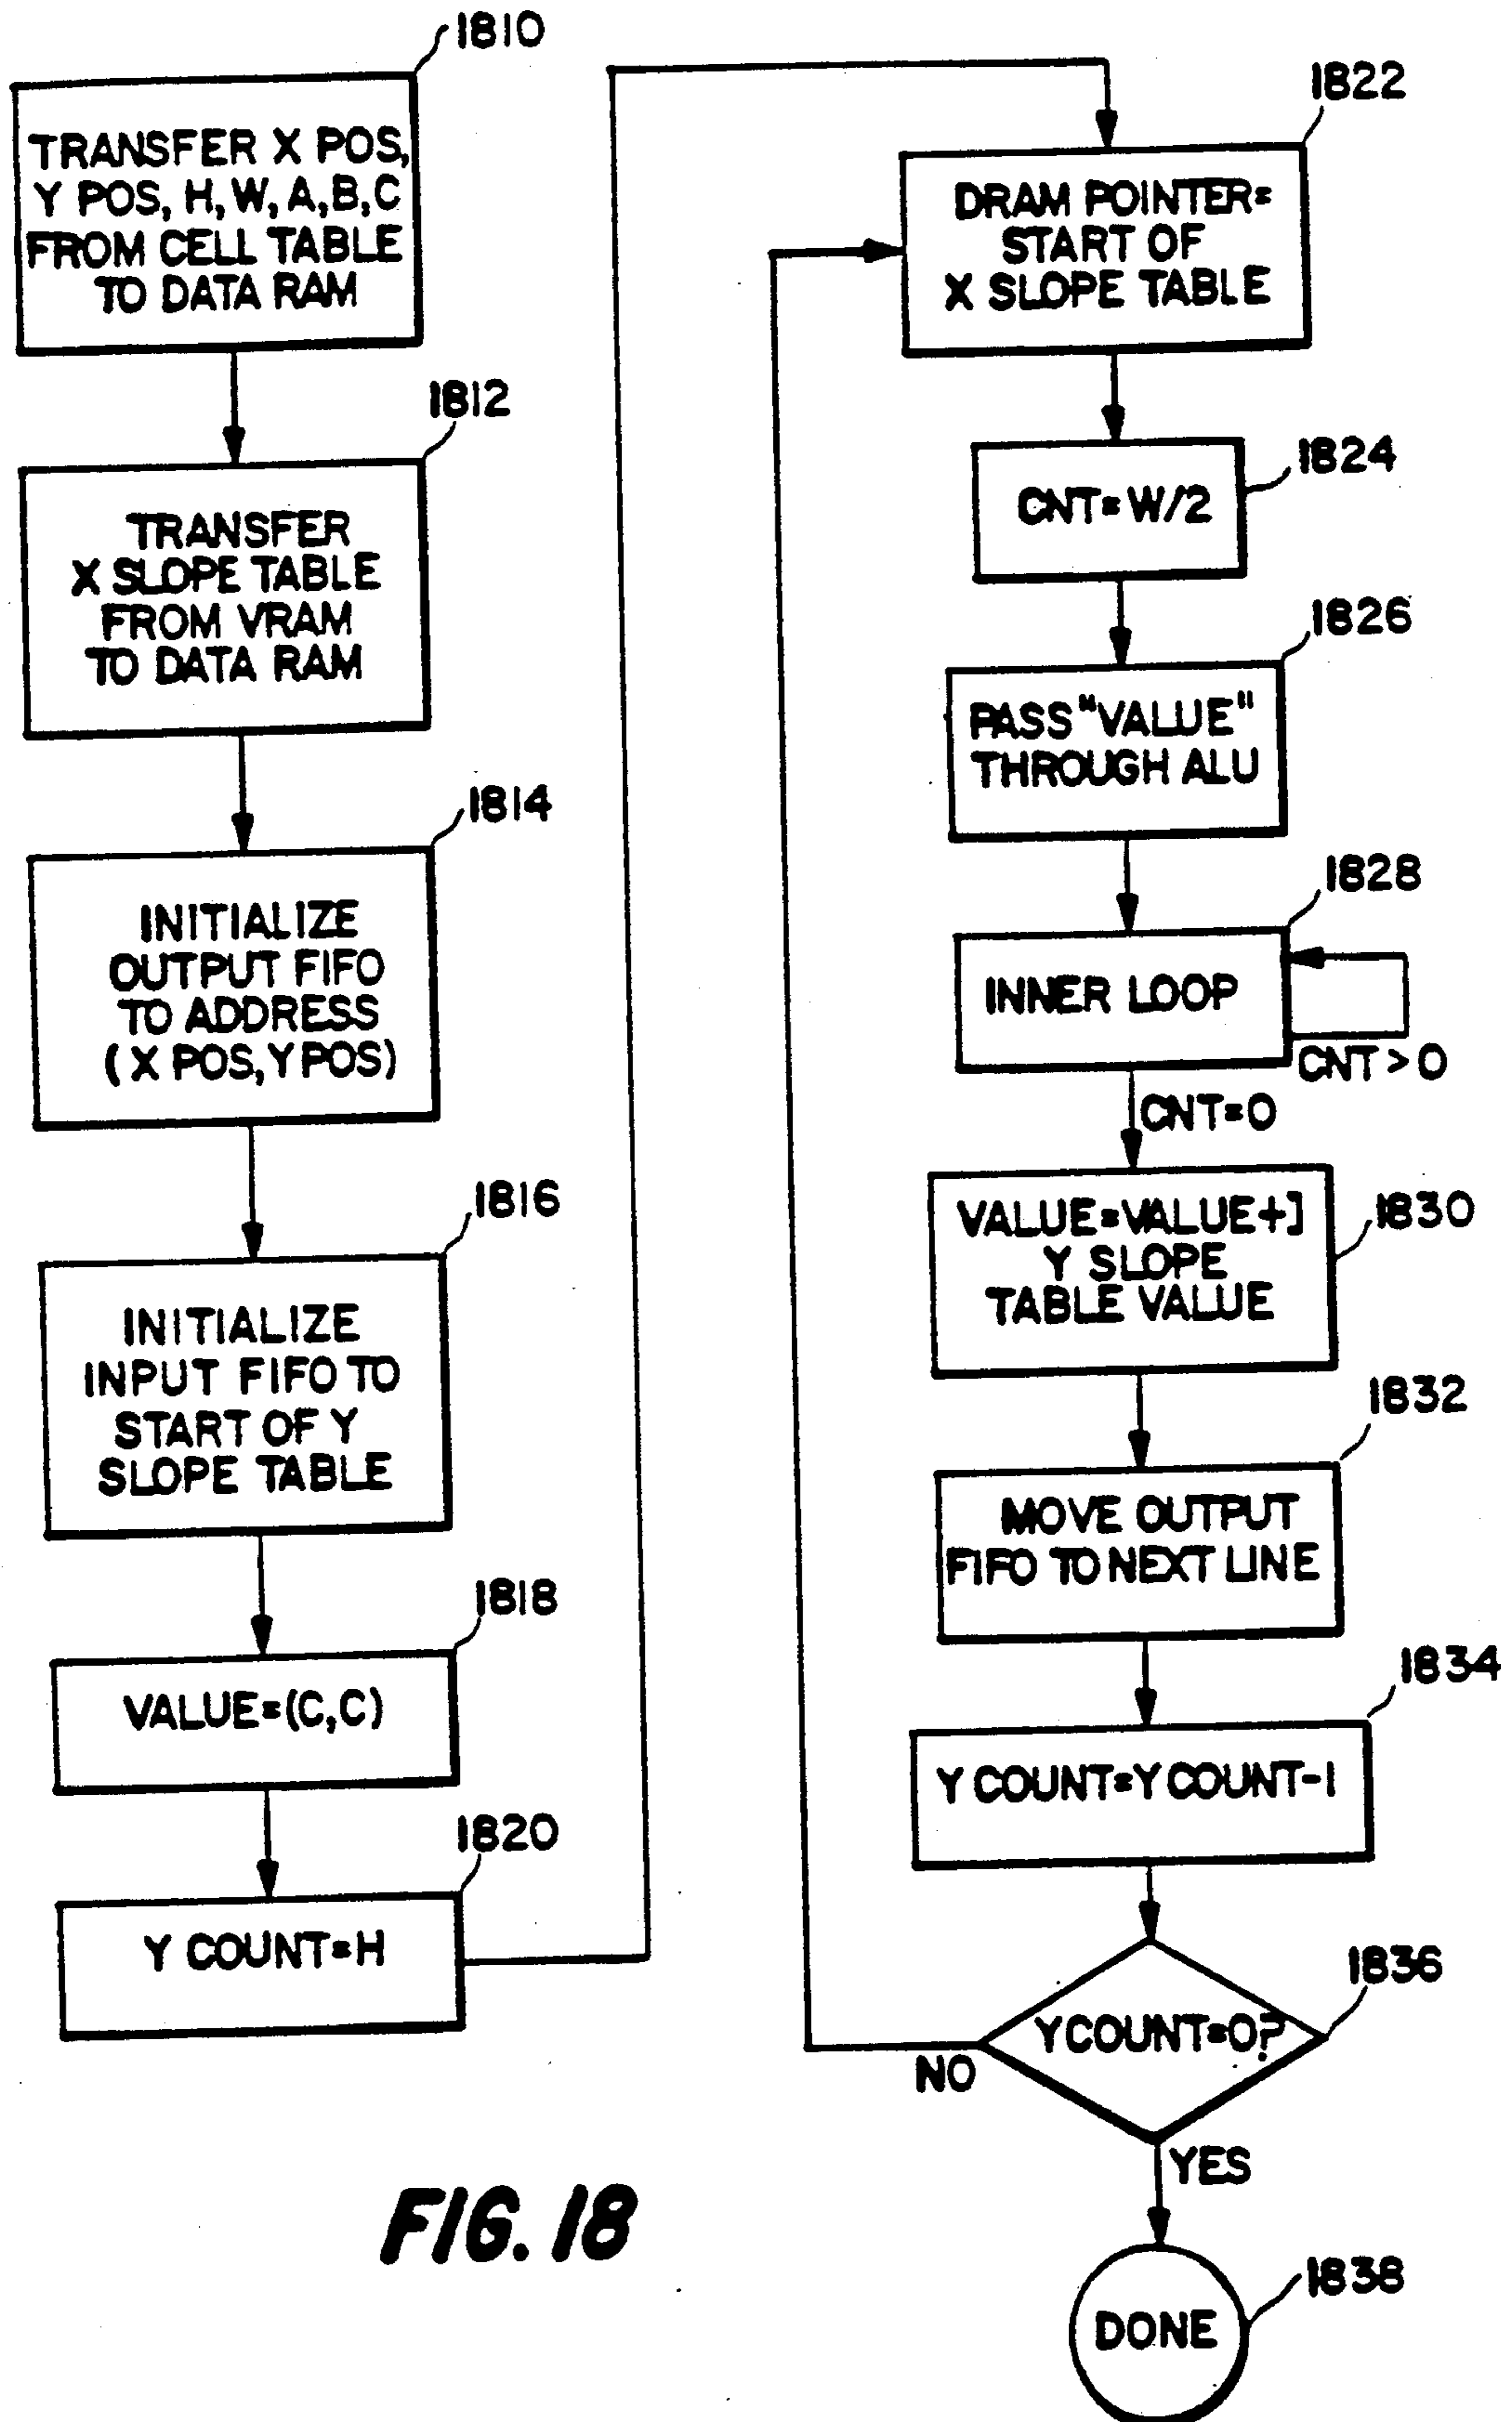 1810
TRANSFER X POS,
Y POS, H, W, A, B, C
FROM CELL TABLE
TO DATA RAM
1812
TRANSFER
X SLOPE TABLE
FROM VRAM
TO DATA RAM
1814
INITIALIZE
OUTPUT FIFO
TO ADDRESS
(X POS, Y POS)
1816
INITIALIZE
INPUT FIFO TO
START OF Y
SLOPE TABLE
1818
VALUE=(C,C)
1820
Y COUNT=H
1822
DRAM POINTER=
START OF
X SLOPE TABLE
1824
CNT=W/2
1826
PASS "VALUE"
THROUGH ALU
1828
INNER LOOP
CNT>0
CNT=0
1830
VALUE=VALUE+]
Y SLOPE
TABLE VALUE
1832
MOVE OUTPUT
FIFO TO NEXT LINE
1834
Y COUNT=Y COUNT-1
1836
Y COUNT=0?
NO
YES
1838
DONE
FIG. 18